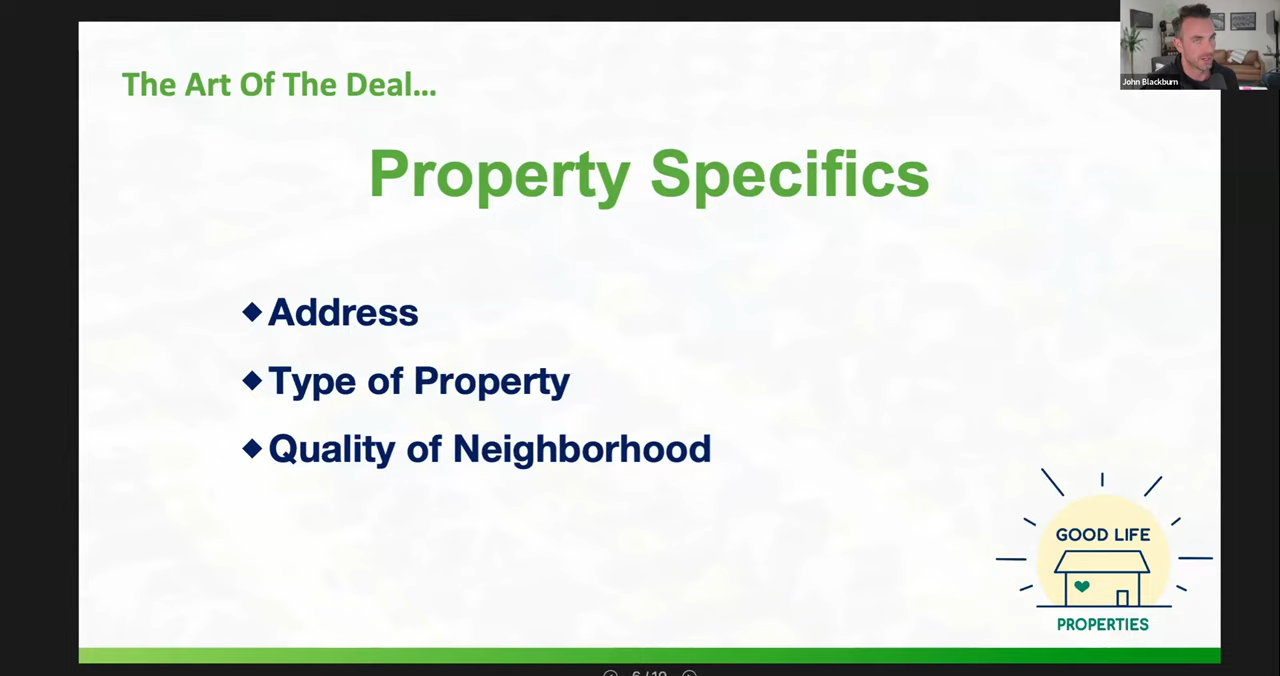 The Art Of The Deal...
John Blackburn
Property Specifics
◆Address
◆Type of Property
◆Quality of Neighborhood
GOOD LIFE
PROPERTIES